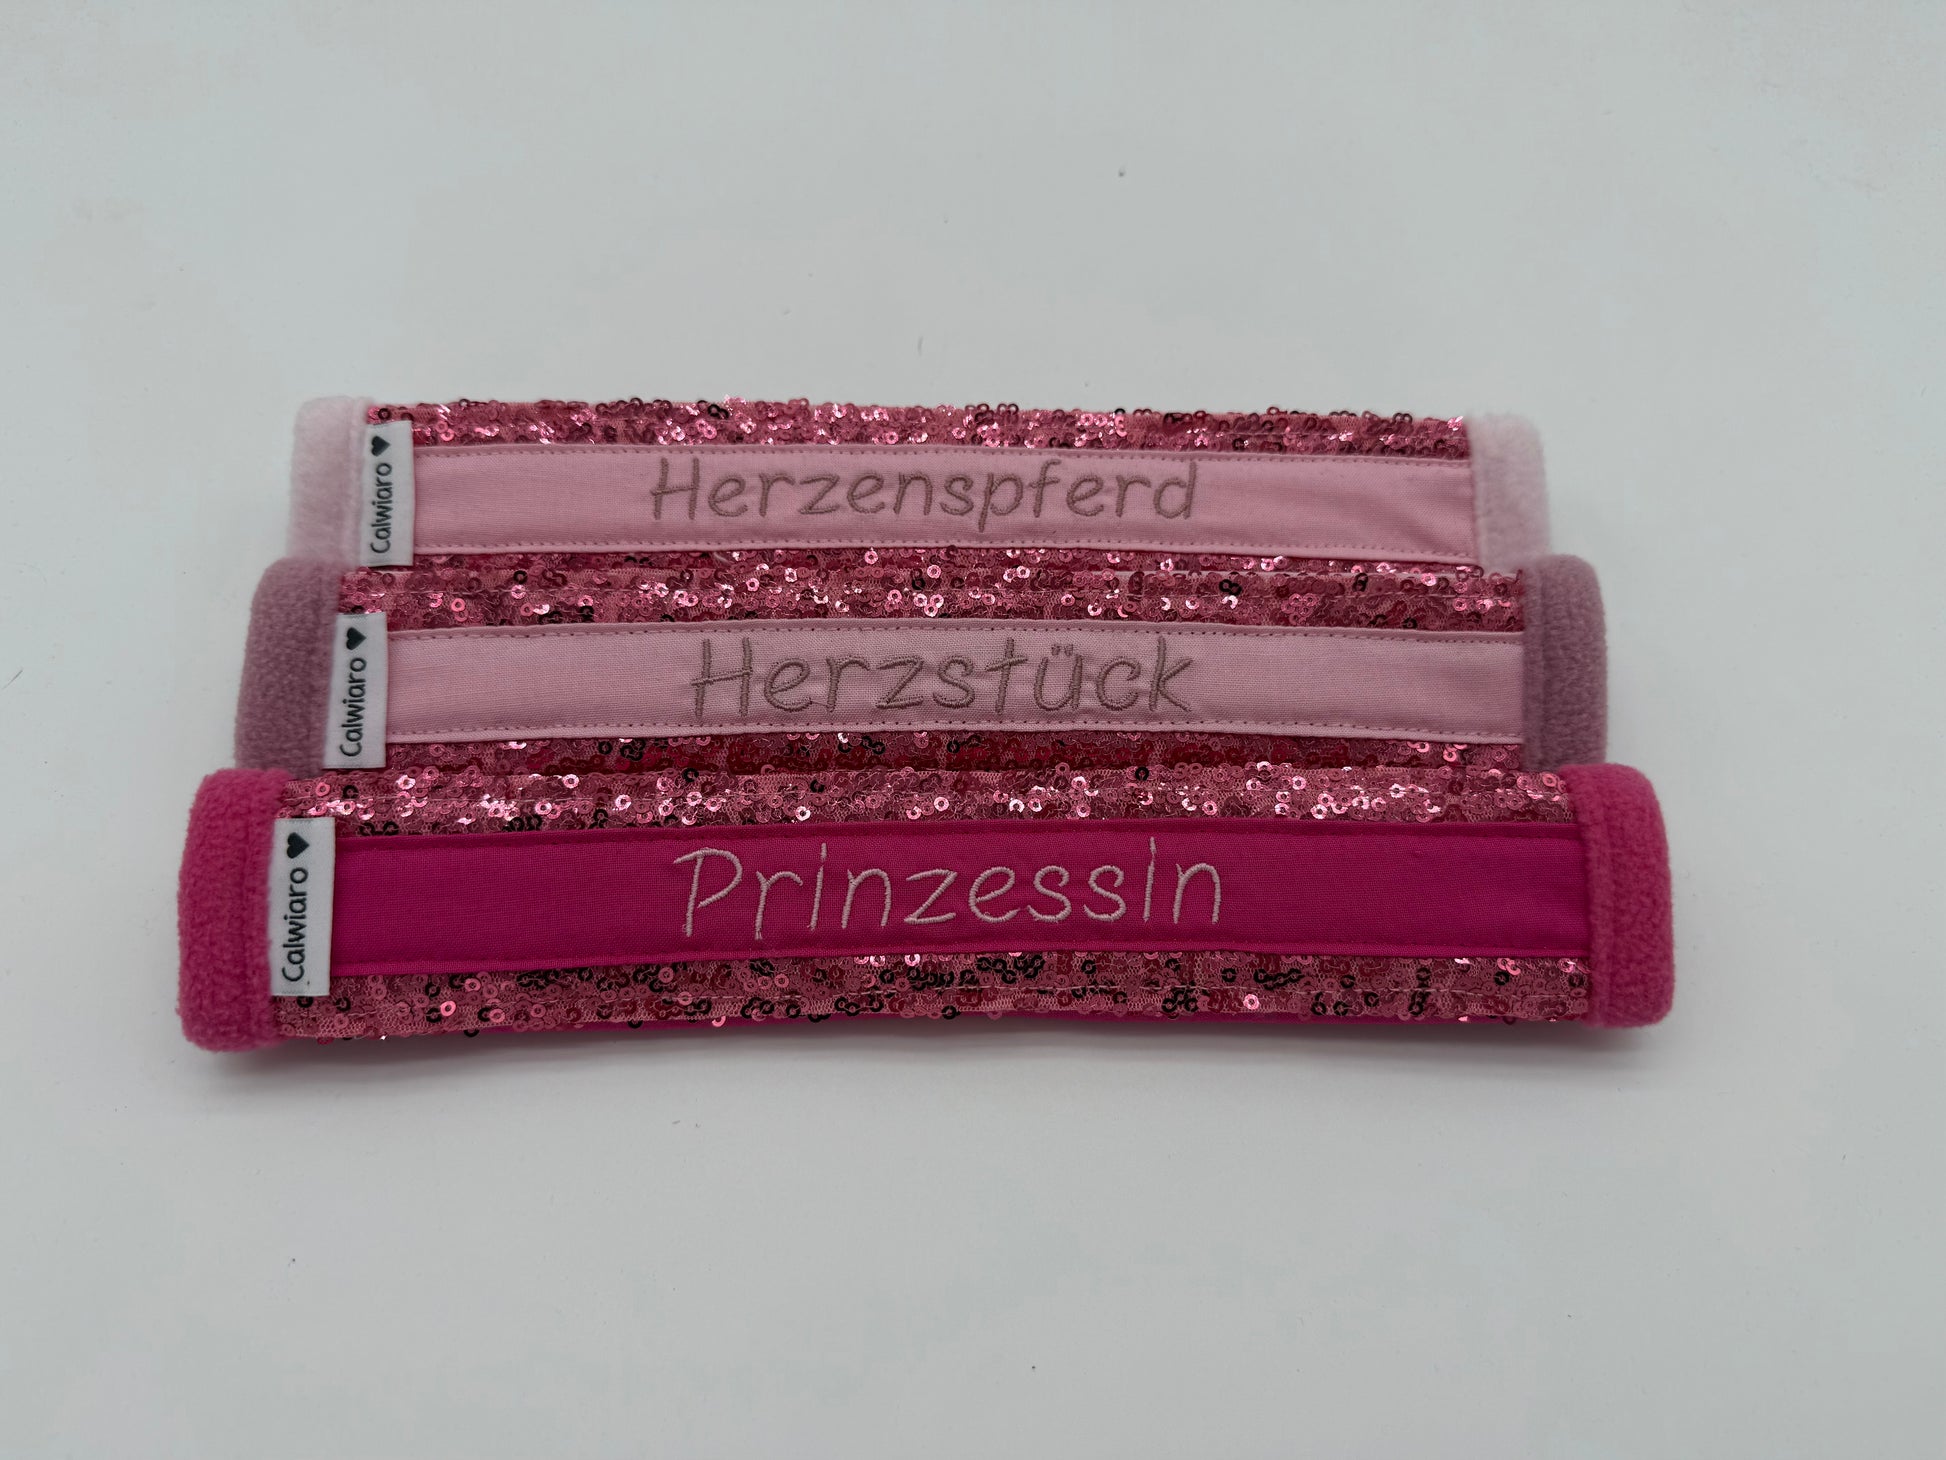 Calwiaro ♥
Herzenspferd
Calwiaro ♥
Herzstück
Calwiaro ♥
Prinzessin